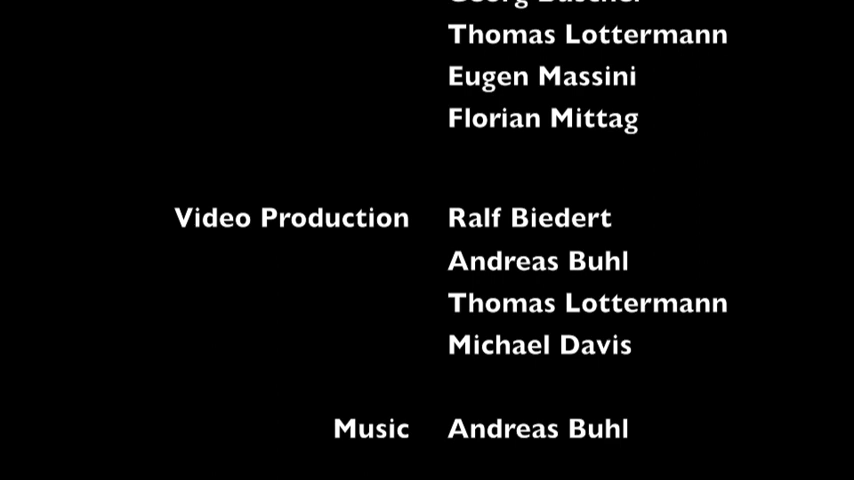 Thomas Lottermann
Eugen Massini
Florian Mittag
Video Production Ralf Biedert
Andreas Buhl
Thomas Lottermann
Michael Davis
Music Andreas Buhl